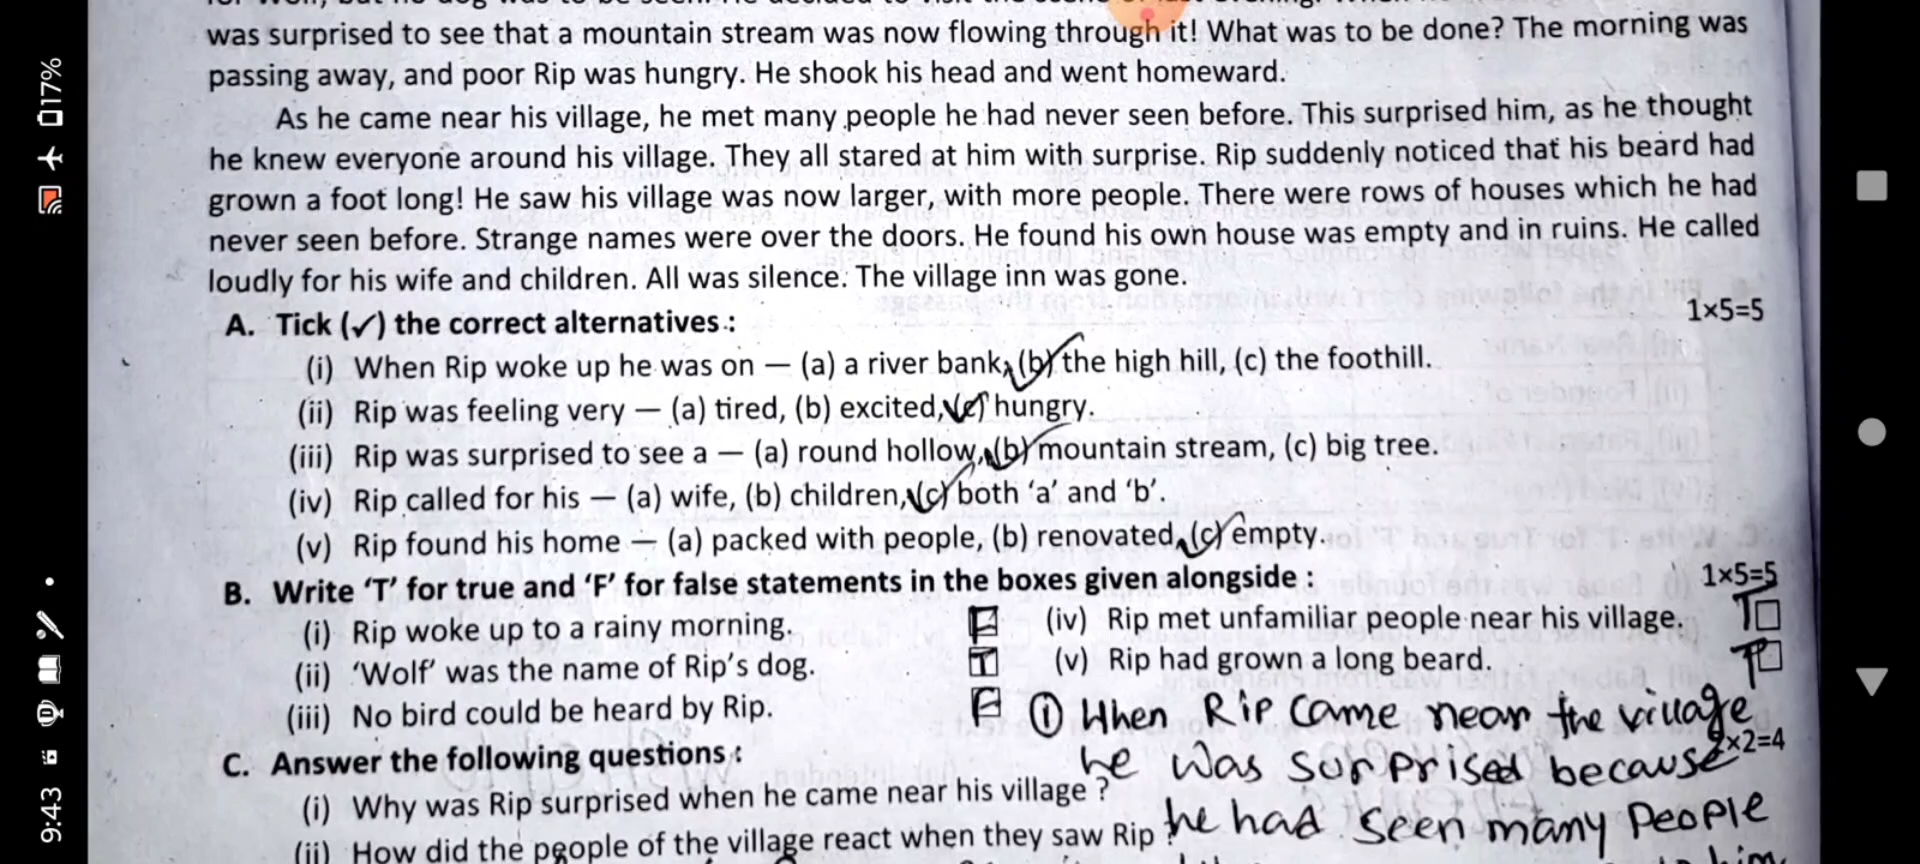 was surprised to see that a mountain stream was now flowing through it! What was to be done? The morning was
passing away, and poor Rip was hungry. He shook his head and went homeward.
As he came near his village, he met many people he had never seen before. This surprised him, as he thought
he knew everyone around his village. They all stared at him with surprise. Rip suddenly noticed that his beard had
grown a foot long! He saw his village was now larger, with more people. There were rows of houses which he had
never seen before. Strange names were over the doors. He found his own house was empty and in ruins. He called
loudly for his wife and children. All was silence. The village inn was gone.
A. Tick (✓) the correct alternatives : 1×5=5
(i) When Rip woke up he was on — (a) a river bank, (b) the high hill, (c) the foothill.
(ii) Rip was feeling very — (a) tired, (b) excited, (c) hungry.
(iii) Rip was surprised to see a — (a) round hollow, (b) mountain stream, (c) big tree.
(iv) Rip called for his — (a) wife, (b) children, (c) both 'a' and 'b'.
(v) Rip found his home — (a) packed with people, (b) renovated, (c) empty.
B. Write 'T' for true and 'F' for false statements in the boxes given alongside : 1×5=5
(i) Rip woke up to a rainy morning. F (iv) Rip met unfamiliar people near his village. T
(ii) 'Wolf' was the name of Rip's dog. T (v) Rip had grown a long beard. T
(iii) No bird could be heard by Rip. F
① When Rip came near the village
he was surprised because
he had seen many people
C. Answer the following questions : 2×2=4
(i) Why was Rip surprised when he came near his village ?
(ii) How did the people of the village react when they saw Rip ?
to him
17%
9:43